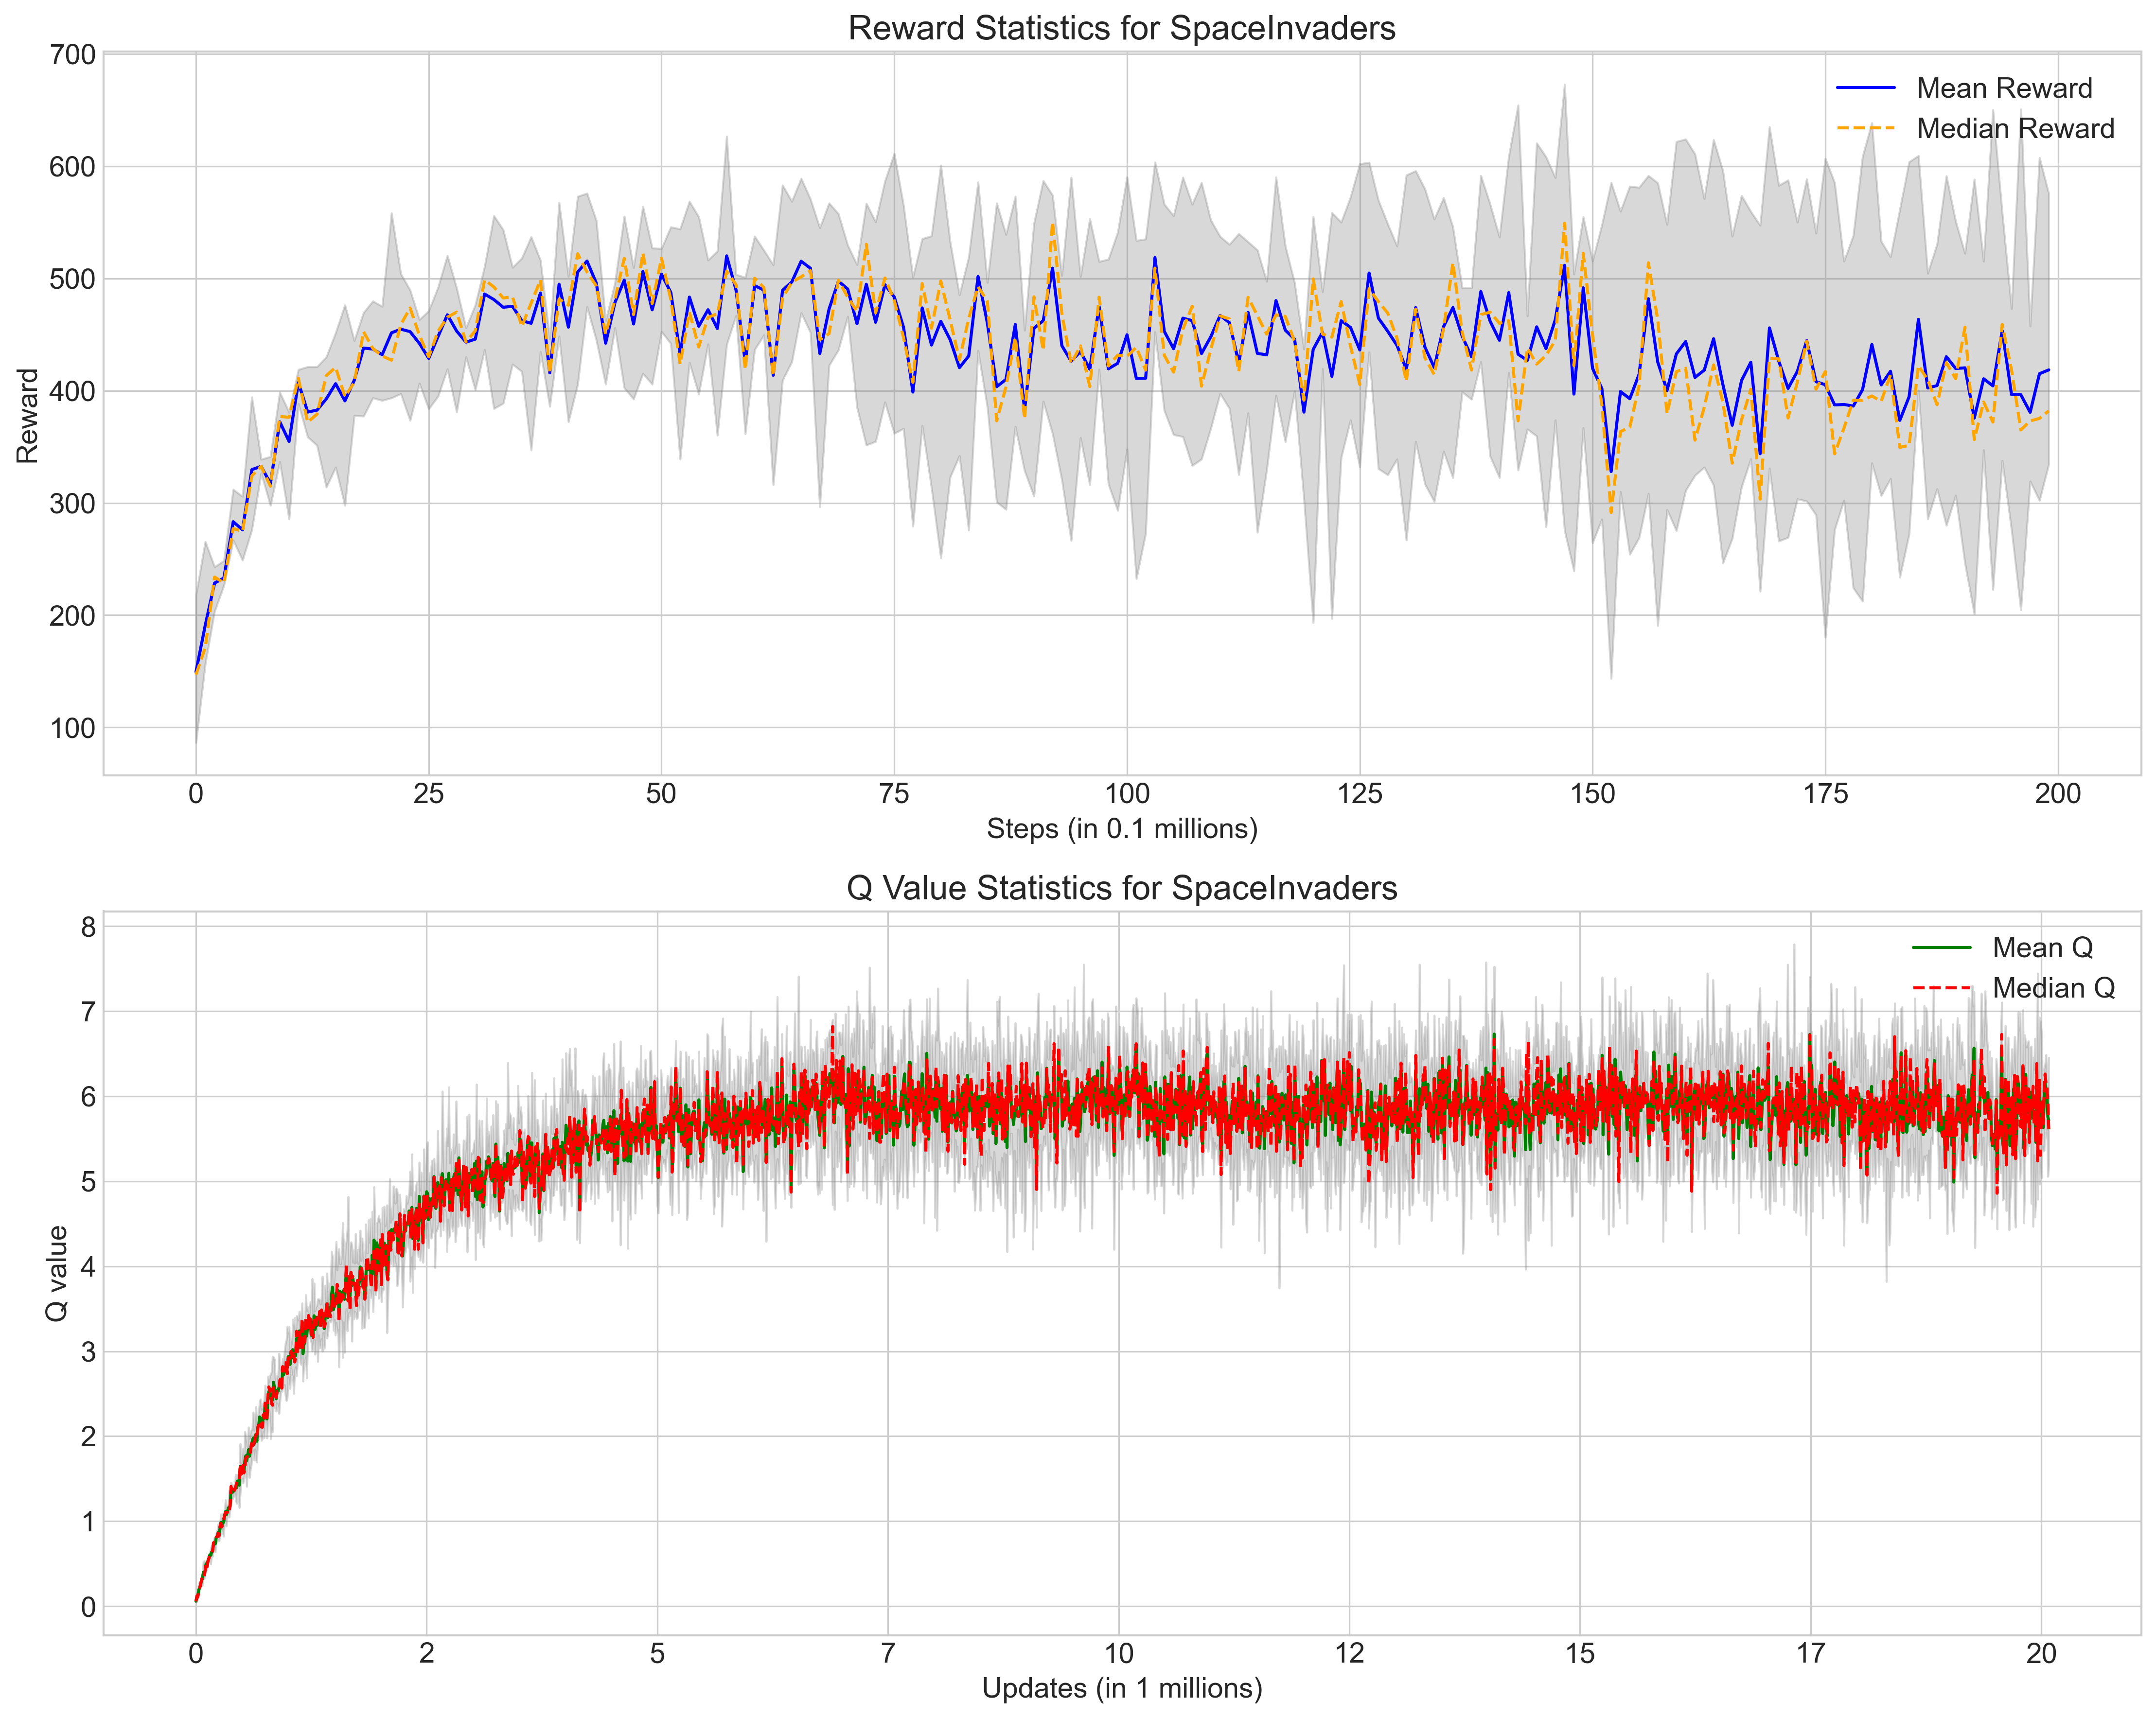 Reward Statistics for SpaceInvaders
700
600
500
400
300
200
100
Reward
Mean Reward
Median Reward
0 25 50 75 100 125 150 175 200
Steps (in 0.1 millions)
Q Value Statistics for SpaceInvaders
8
7
6
5
4
3
2
1
0
Q value
Mean Q
Median Q
0 2 5 7 10 12 15 17 20
Updates (in 1 millions)